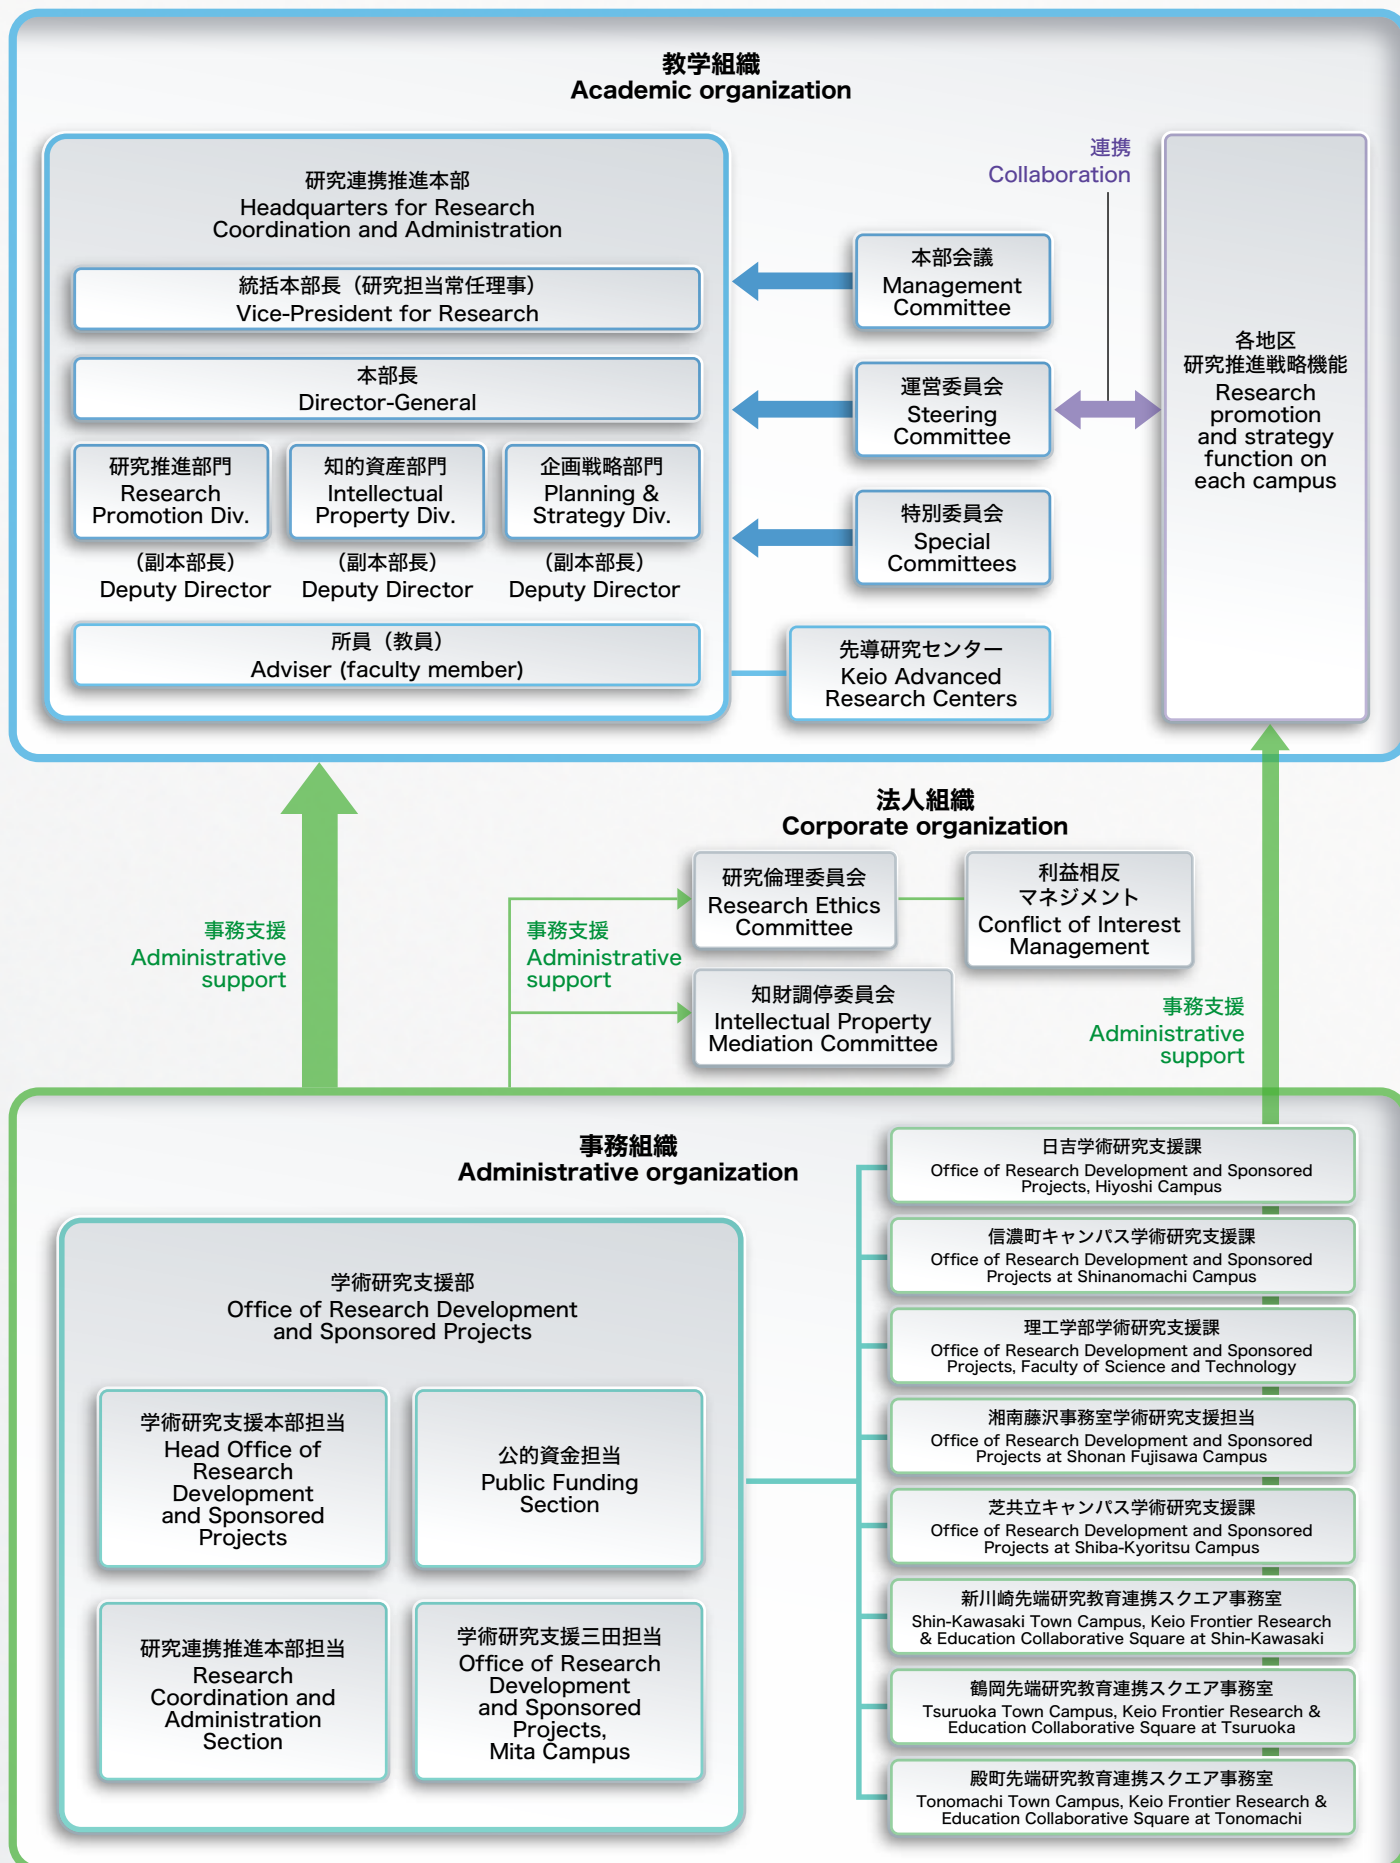 教学組織
Academic organization
研究連携推進本部
Headquarters for Research
Coordination and Administration
統括本部長（研究担当常任理事）
Vice-President for Research
本部長
Director-General
研究推進部門
Research
Promotion Div.
（副本部長）
Deputy Director
知的資産部門
Intellectual
Property Div.
（副本部長）
Deputy Director
企画戦略部門
Planning &
Strategy Div.
（副本部長）
Deputy Director
所員（教員）
Adviser (faculty member)
本部会議
Management
Committee
運営委員会
Steering
Committee
特別委員会
Special
Committees
先導研究センター
Keio Advanced
Research Centers
連携
Collaboration
各地区
研究推進戦略機能
Research
promotion
and strategy
function on
each campus
法人組織
Corporate organization
事務支援
Administrative
support
事務支援
Administrative
support
研究倫理委員会
Research Ethics
Committee
利益相反
マネジメント
Conflict of Interest
Management
知財調停委員会
Intellectual Property
Mediation Committee
事務支援
Administrative
support
事務組織
Administrative organization
学術研究支援部
Office of Research Development
and Sponsored Projects
学術研究支援本部担当
Head Office of
Research
Development
and Sponsored
Projects
公的資金担当
Public Funding
Section
研究連携推進本部担当
Research
Coordination and
Administration
Section
学術研究支援三田担当
Office of Research
Development
and Sponsored
Projects,
Mita Campus
日吉学術研究支援課
Office of Research Development and Sponsored
Projects, Hiyoshi Campus
信濃町キャンパス学術研究支援課
Office of Research Development and Sponsored
Projects at Shinanomachi Campus
理工学部学術研究支援課
Office of Research Development and Sponsored
Projects, Faculty of Science and Technology
湘南藤沢事務室学術研究支援担当
Office of Research Development and Sponsored
Projects at Shonan Fujisawa Campus
芝共立キャンパス学術研究支援課
Office of Research Development and Sponsored
Projects at Shiba-Kyoritsu Campus
新川崎先端研究教育連携スクエア事務室
Shin-Kawasaki Town Campus, Keio Frontier Research
& Education Collaborative Square at Shin-Kawasaki
鶴岡先端研究教育連携スクエア事務室
Tsuruoka Town Campus, Keio Frontier Research &
Education Collaborative Square at Tsuruoka
殿町先端研究教育連携スクエア事務室
Tonomachi Town Campus, Keio Frontier Research &
Education Collaborative Square at Tonomachi